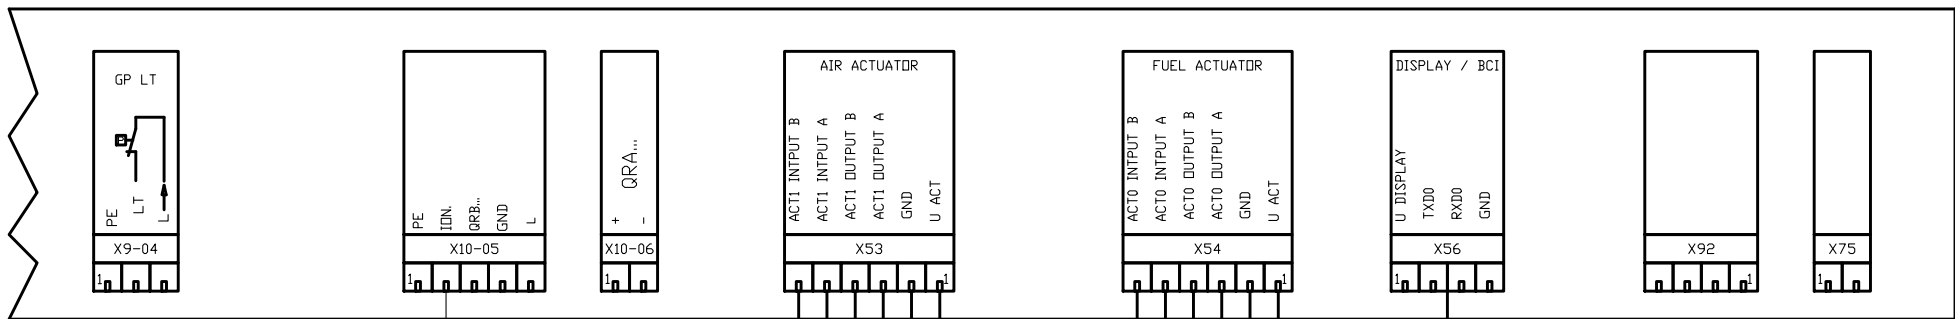 GP LT
PE
LT
L
X9-04
1
PE
ION.
QRB...
GND
L
X10-05
1
+
-
QRA...
X10-06
1
AIR ACTUATOR
ACT1 INTPUT B
ACT1 INTPUT A
ACT1 OUTPUT B
ACT1 OUTPUT A
GND
U ACT
X53
1
FUEL ACTUATOR
ACT0 INTPUT B
ACT0 INTPUT A
ACT0 OUTPUT B
ACT0 OUTPUT A
GND
U ACT
X54
1
DISPLAY / BCI
U DISPLAY
TXD0
RXD0
GND
X56
1
X92
1
X75
1